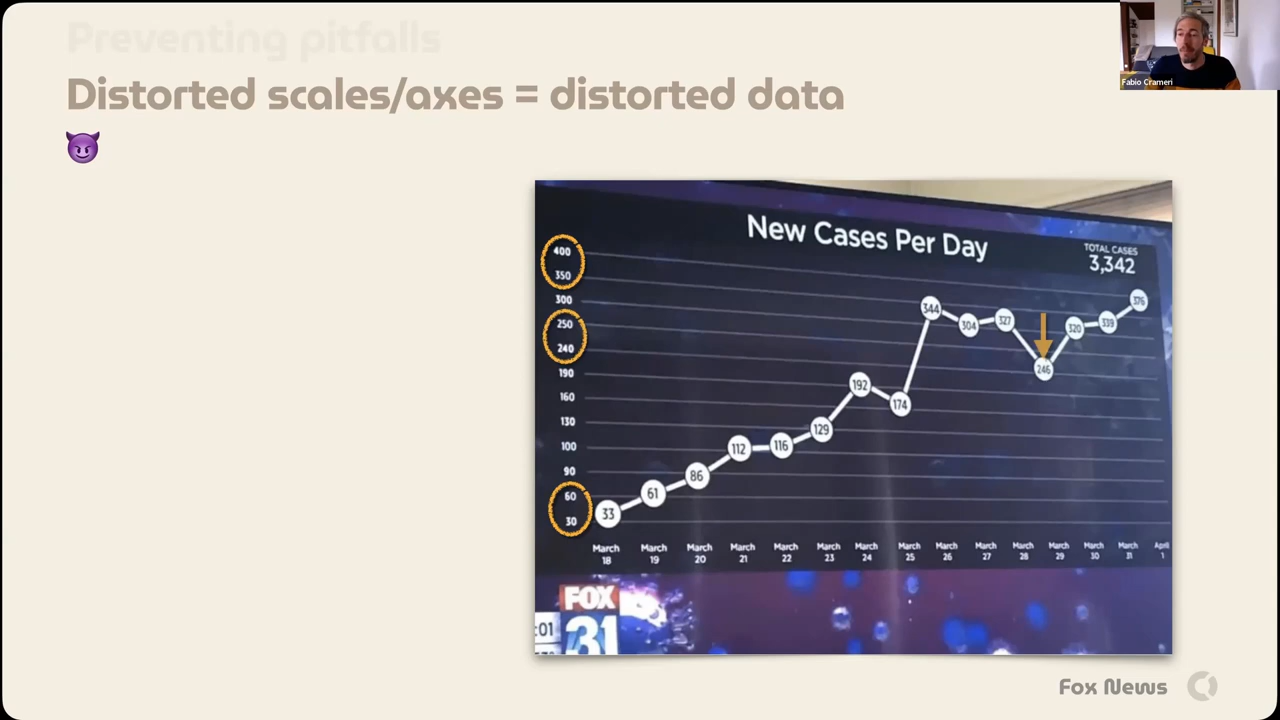 Preventing pitfalls
Distorted scales/axes = distorted data
Fabio Crameri
New Cases Per Day
TOTAL CASES
3,342
400
350
300
250
240
190
160
130
100
90
60
30
33
61
86
112
116
129
192
174
344
304
327
246
320
339
376
March 18
March 19
March 20
March 21
March 22
March 23
March 24
March 25
March 26
March 27
March 28
March 29
March 30
March 31
April 1
FOX
31
:01
Fox News